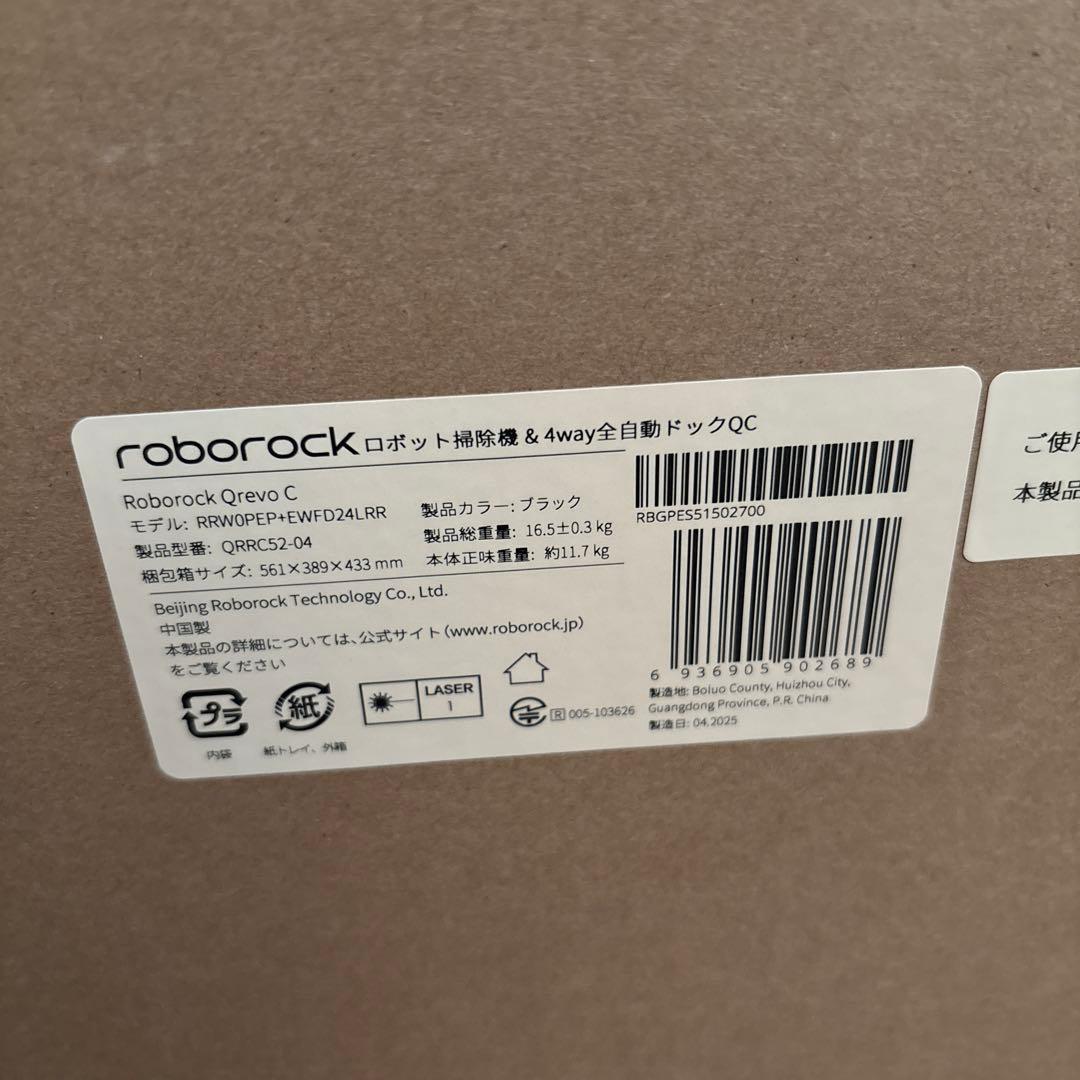 roborock ロボット掃除機 & 4way全自動ドックQC
Roborock Qrevo C
モデル: RRW0PEP+EWFD24LRR
製品型番: QRRC52-04
梱包箱サイズ: 561×389×433 mm
製品カラー: ブラック
製品総重量: 16.5±0.3 kg
本体正味重量: 約11.7 kg
RBGPES51502700
Beijing Roborock Technology Co., Ltd.
中国製
本製品の詳細については、公式サイト(www.roborock.jp)
をご覧ください
6 936905 902689
製造地: Boluo County, Huizhou City,
Guangdong Province, P.R. China
製造日: 04,2025
プラ
内袋
紙
紙トレイ、外箱
LASER
1
R 005-103626
ご使用
本製品